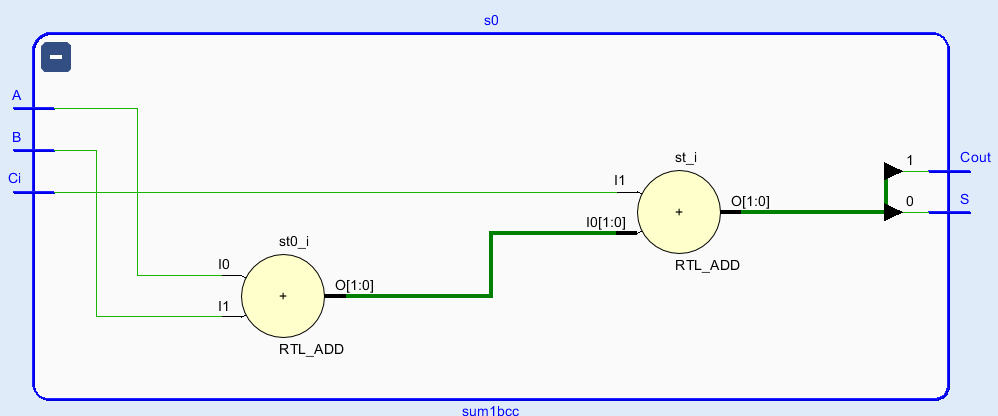 s0
A
B
Ci
st_i
1
Cout
I1
O[1:0]
0
S
I0[1:0]
+
RTL_ADD
st0_i
I0
O[1:0]
I1
+
RTL_ADD
sum1bcc